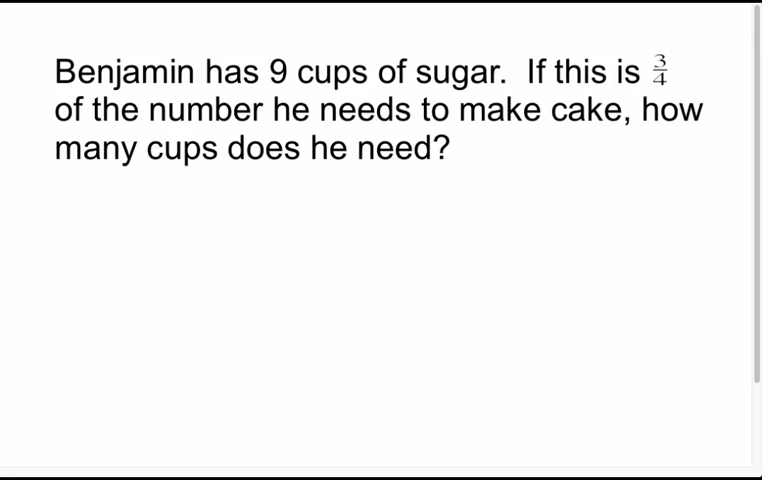 Benjamin has 9 cups of sugar.  If this is 3/4
of the number he needs to make cake, how
many cups does he need?